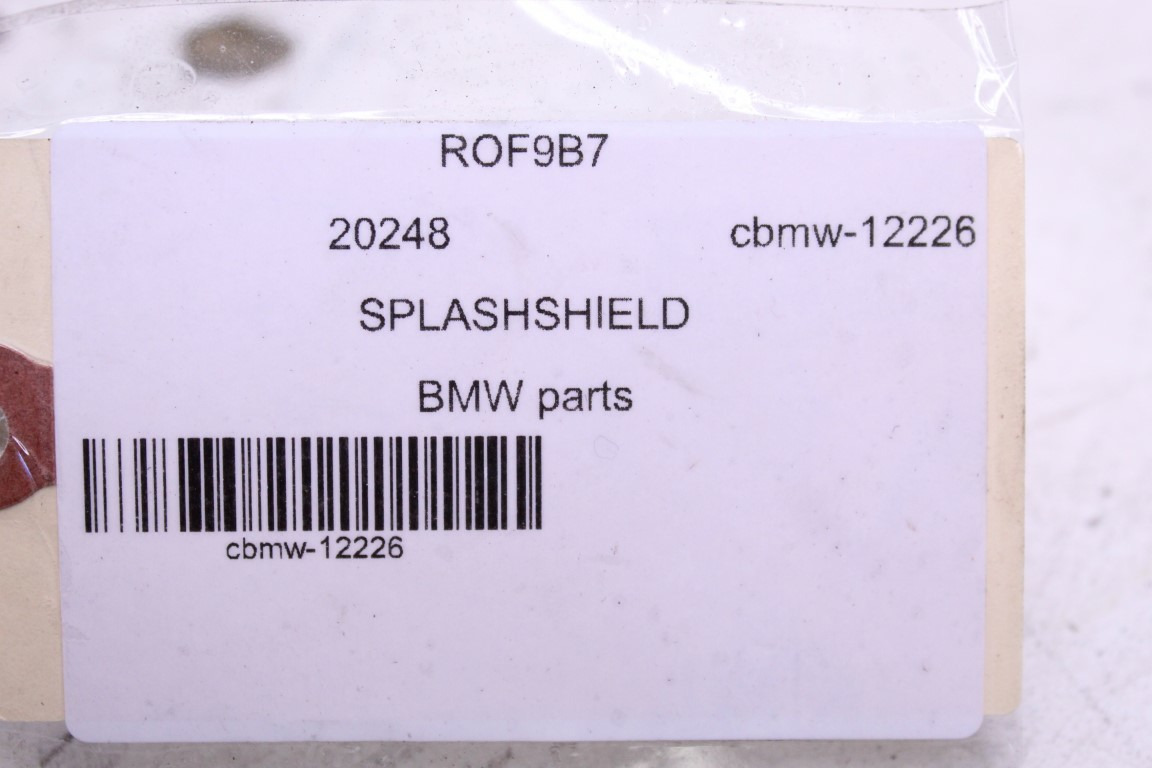 ROF9B7
20248 cbmw-12226
SPLASHSHIELD
BMW parts
cbmw-12226